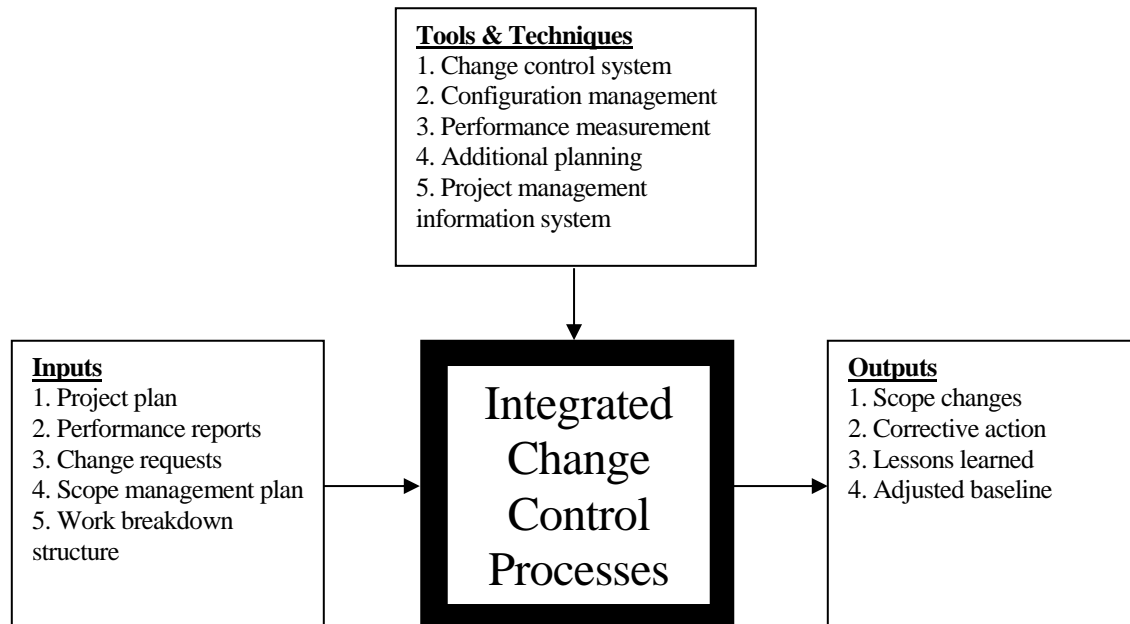 Tools & Techniques
1. Change control system
2. Configuration management
3. Performance measurement
4. Additional planning
5. Project management
information system
Inputs
1. Project plan
2. Performance reports
3. Change requests
4. Scope management plan
5. Work breakdown
structure
Integrated
Change
Control
Processes
Outputs
1. Scope changes
2. Corrective action
3. Lessons learned
4. Adjusted baseline